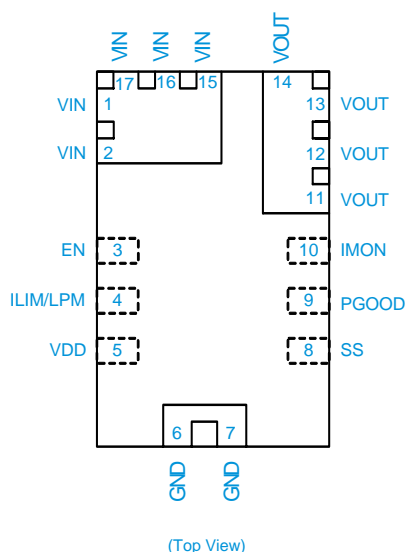 VIN VIN VIN VOUT
17 16 15 14
VIN 1 13 VOUT
VIN 2 12 VOUT
11 VOUT
EN 3 10 IMON
ILIM/LPM 4 9 PGOOD
VDD 5 8 SS
6 7
GND GND
(Top View)